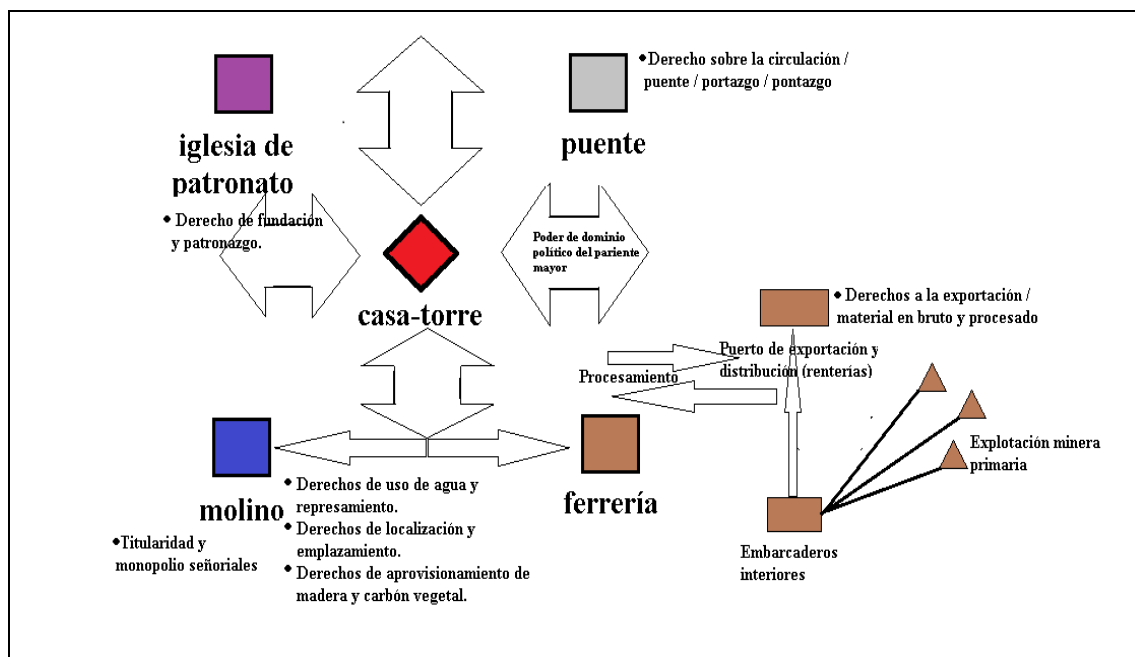 iglesia de
patronato
• Derecho de fundación
y patronazgo.
puente
• Derecho sobre la circulación /
puente / portazgo / pontazgo
casa-torre
Poder de dominio
político del pariente
mayor
• Derechos a la exportación /
material en bruto y procesado
Puerto de exportación y
distribución (renterías)
Procesamiento
Explotación minera
primaria
molino
• Titularidad y
monopolio señoriales
• Derechos de uso de agua y
represamiento.
• Derechos de localización y
emplazamiento.
• Derechos de aprovisionamiento de
madera y carbón vegetal.
ferrería
Embarcaderos
interiores